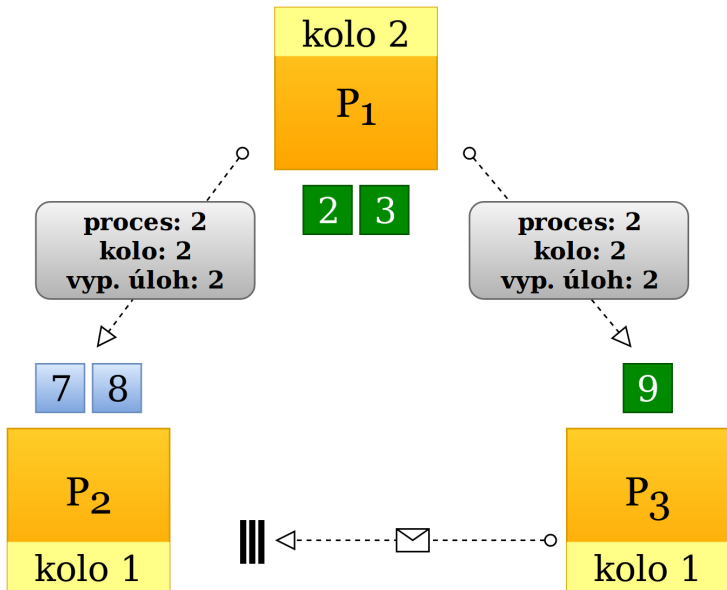 kolo 2
P1
2 3
proces: 2
kolo: 2
vyp. úloh: 2
proces: 2
kolo: 2
vyp. úloh: 2
7 8
9
P2
P3
kolo 1
kolo 1